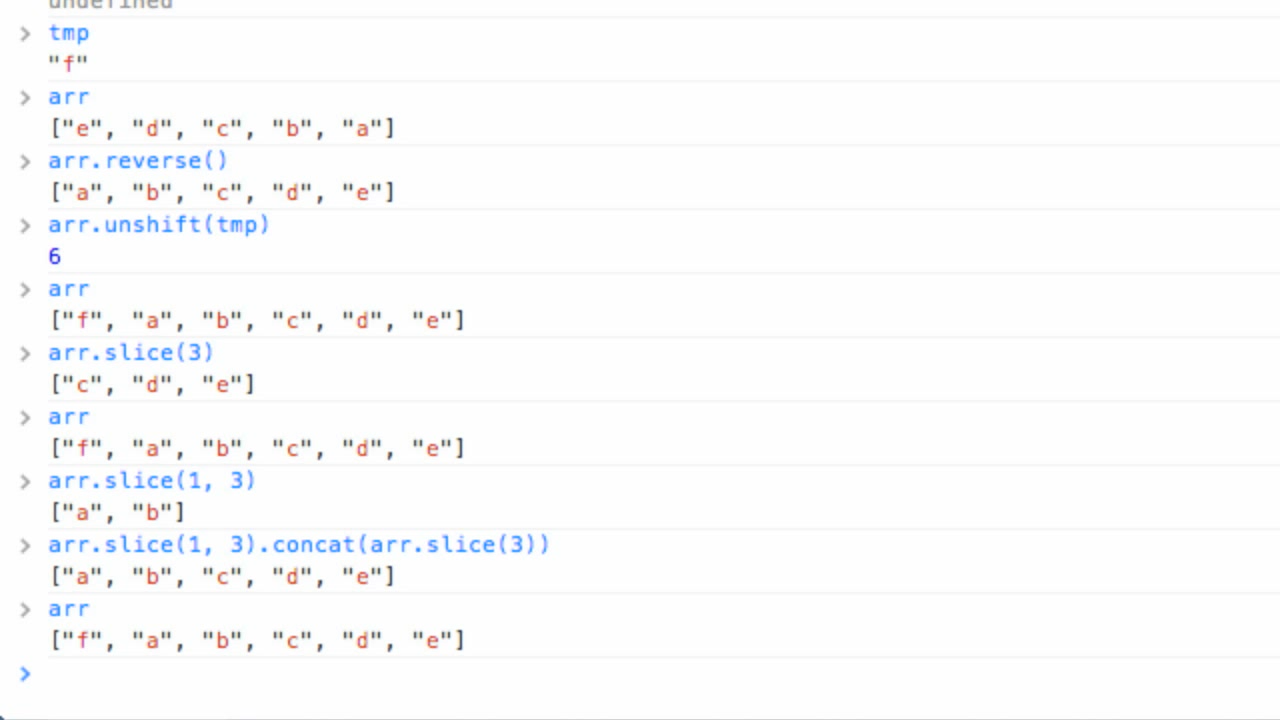 undefined
> tmp
"f"
> arr
["e", "d", "c", "b", "a"]
> arr.reverse()
["a", "b", "c", "d", "e"]
> arr.unshift(tmp)
6
> arr
["f", "a", "b", "c", "d", "e"]
> arr.slice(3)
["c", "d", "e"]
> arr
["f", "a", "b", "c", "d", "e"]
> arr.slice(1, 3)
["a", "b"]
> arr.slice(1, 3).concat(arr.slice(3))
["a", "b", "c", "d", "e"]
> arr
["f", "a", "b", "c", "d", "e"]
>